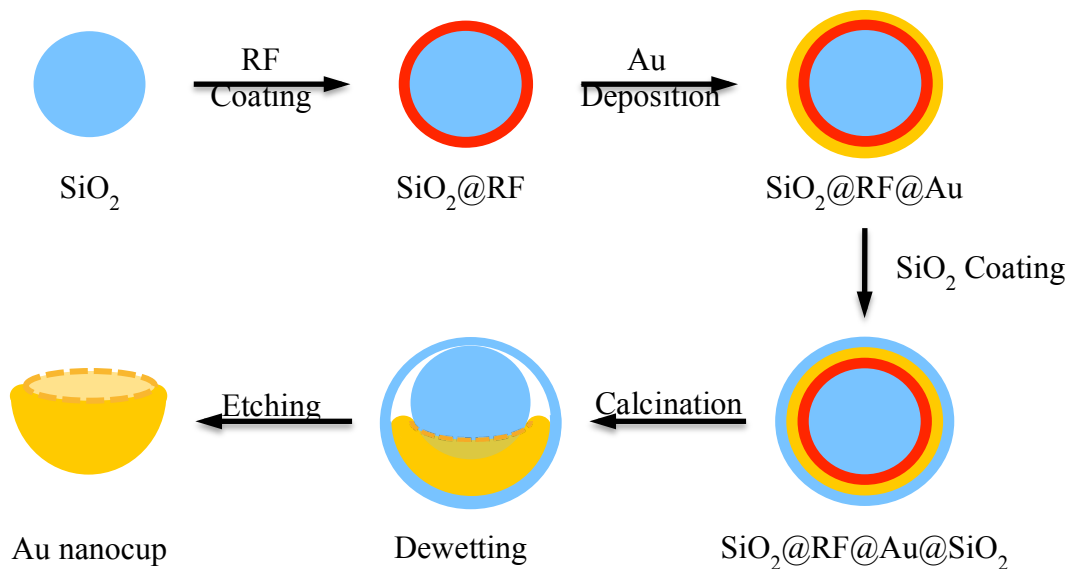 RF
Coating
Au
Deposition
SiO₂
SiO₂@RF
SiO₂@RF@Au
SiO₂ Coating
Etching
Calcination
Au nanocup
Dewetting
SiO₂@RF@Au@SiO₂